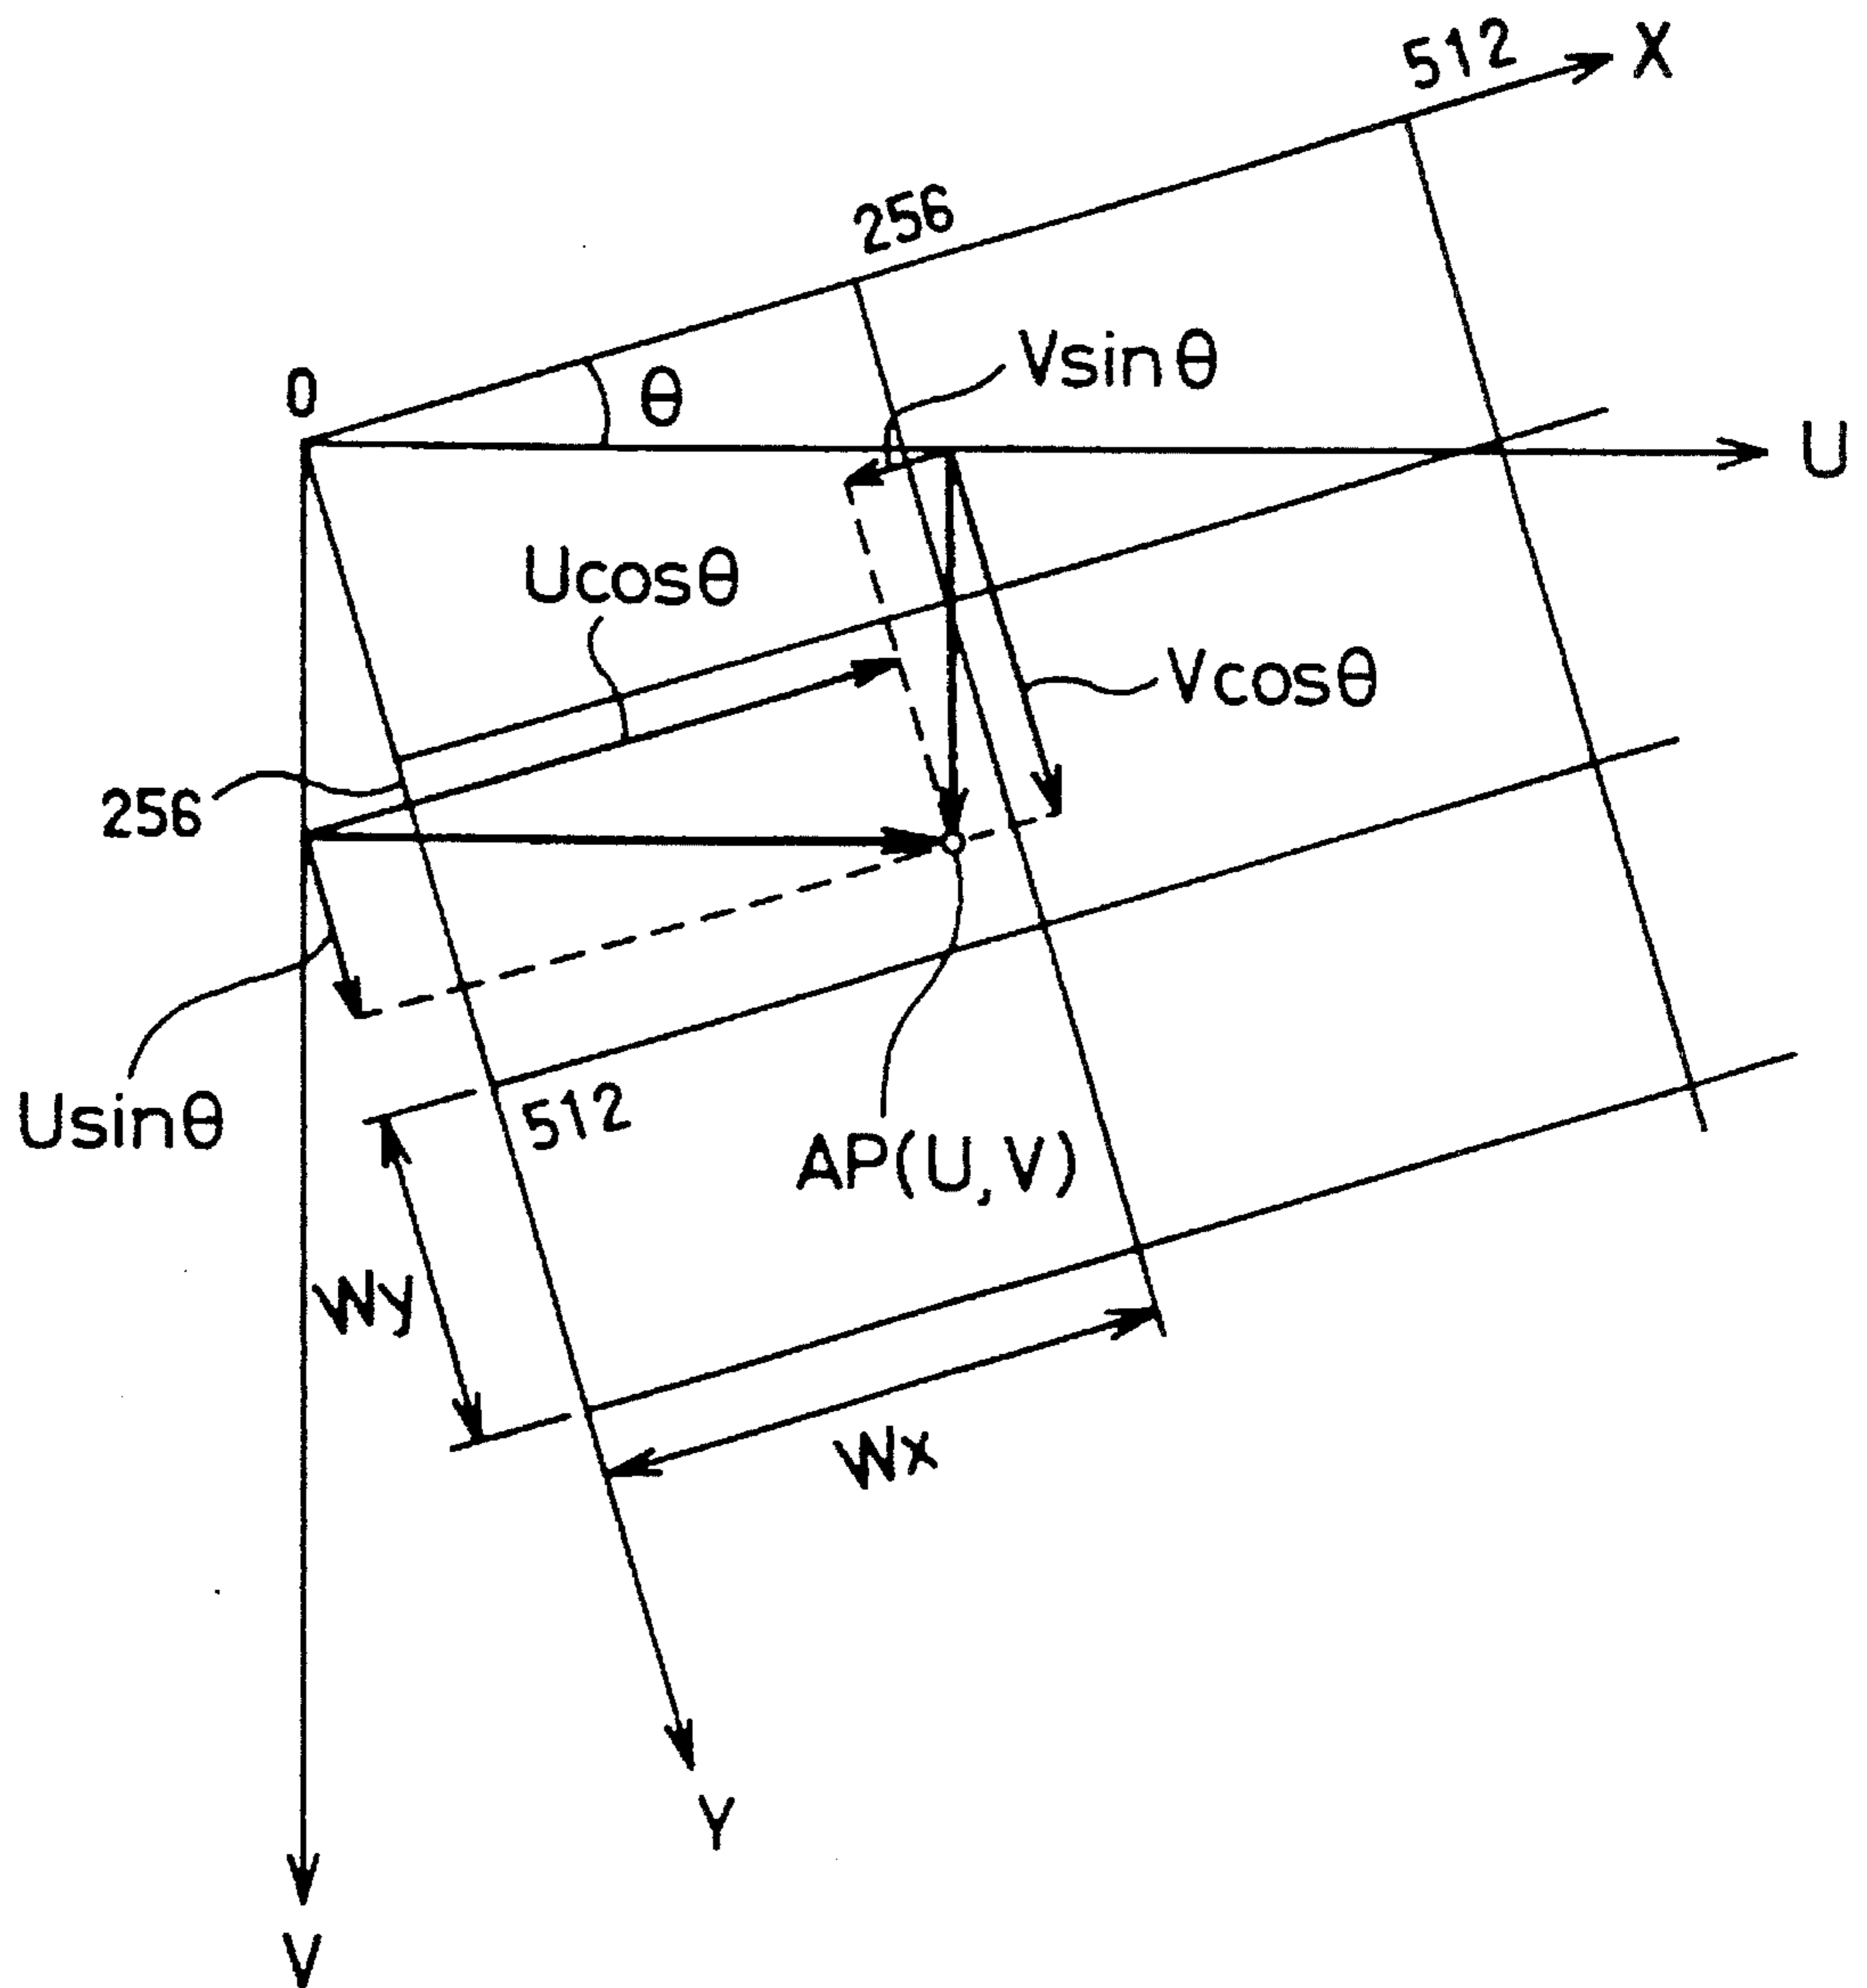 512
X
256
Vsinθ
0
θ
U
Ucosθ
Vcosθ
256
Usinθ
512
AP(U,V)
Wy
Wx
Y
V